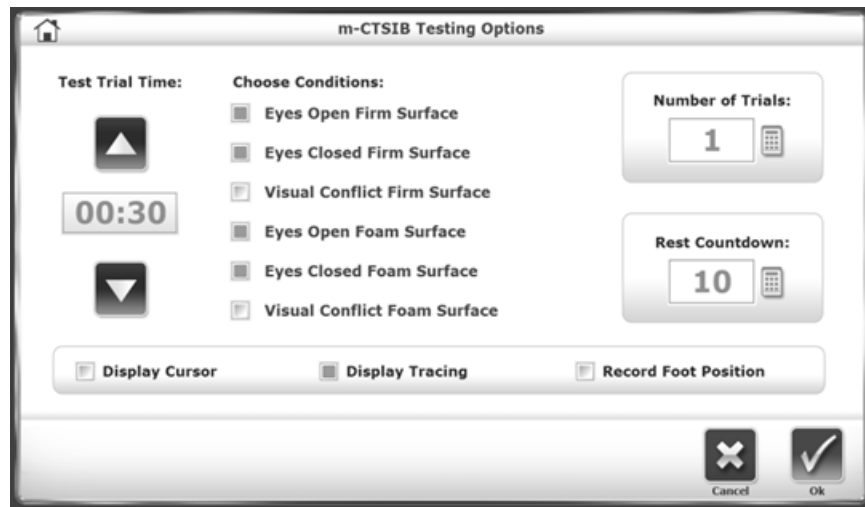 m-CTSIB Testing Options
Test Trial Time:
00:30
Choose Conditions:
Eyes Open Firm Surface
Eyes Closed Firm Surface
Visual Conflict Firm Surface
Eyes Open Foam Surface
Eyes Closed Foam Surface
Visual Conflict Foam Surface
Number of Trials:
1
Rest Countdown:
10
Display Cursor
Display Tracing
Record Foot Position
Cancel
Ok